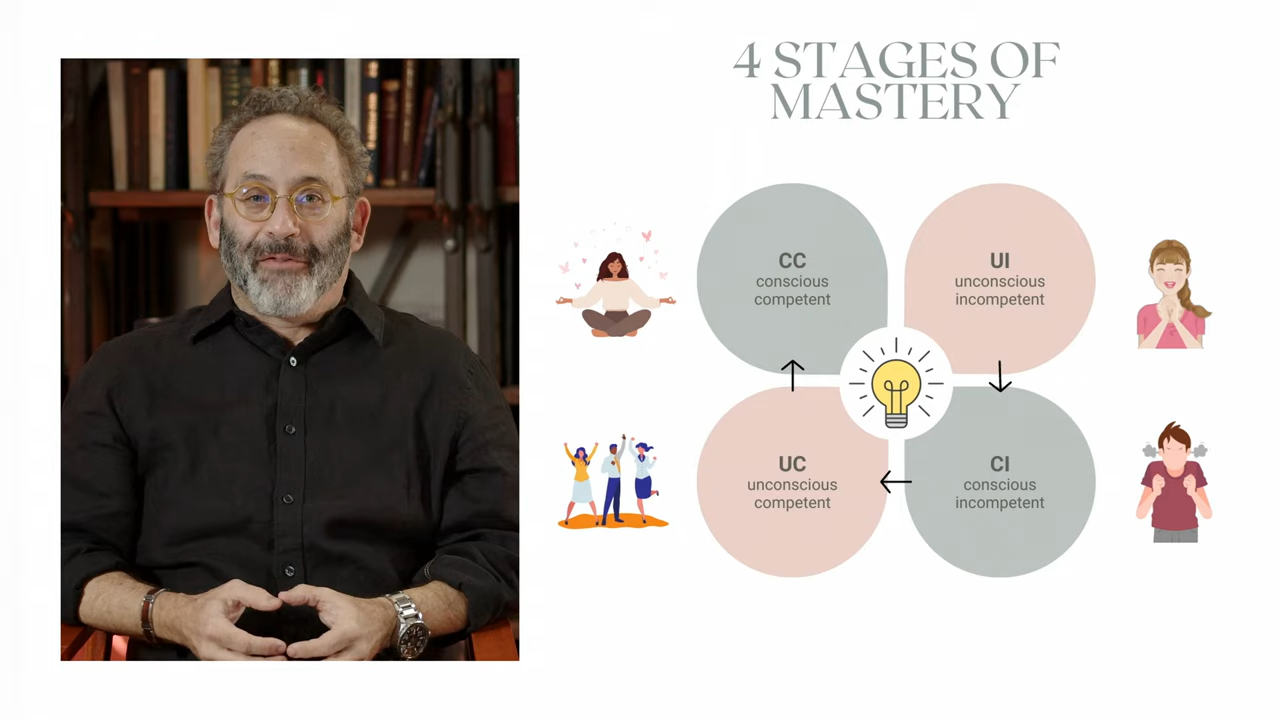 4 STAGES OF
MASTERY
CC
conscious
competent
UI
unconscious
incompetent
UC
unconscious
competent
CI
conscious
incompetent